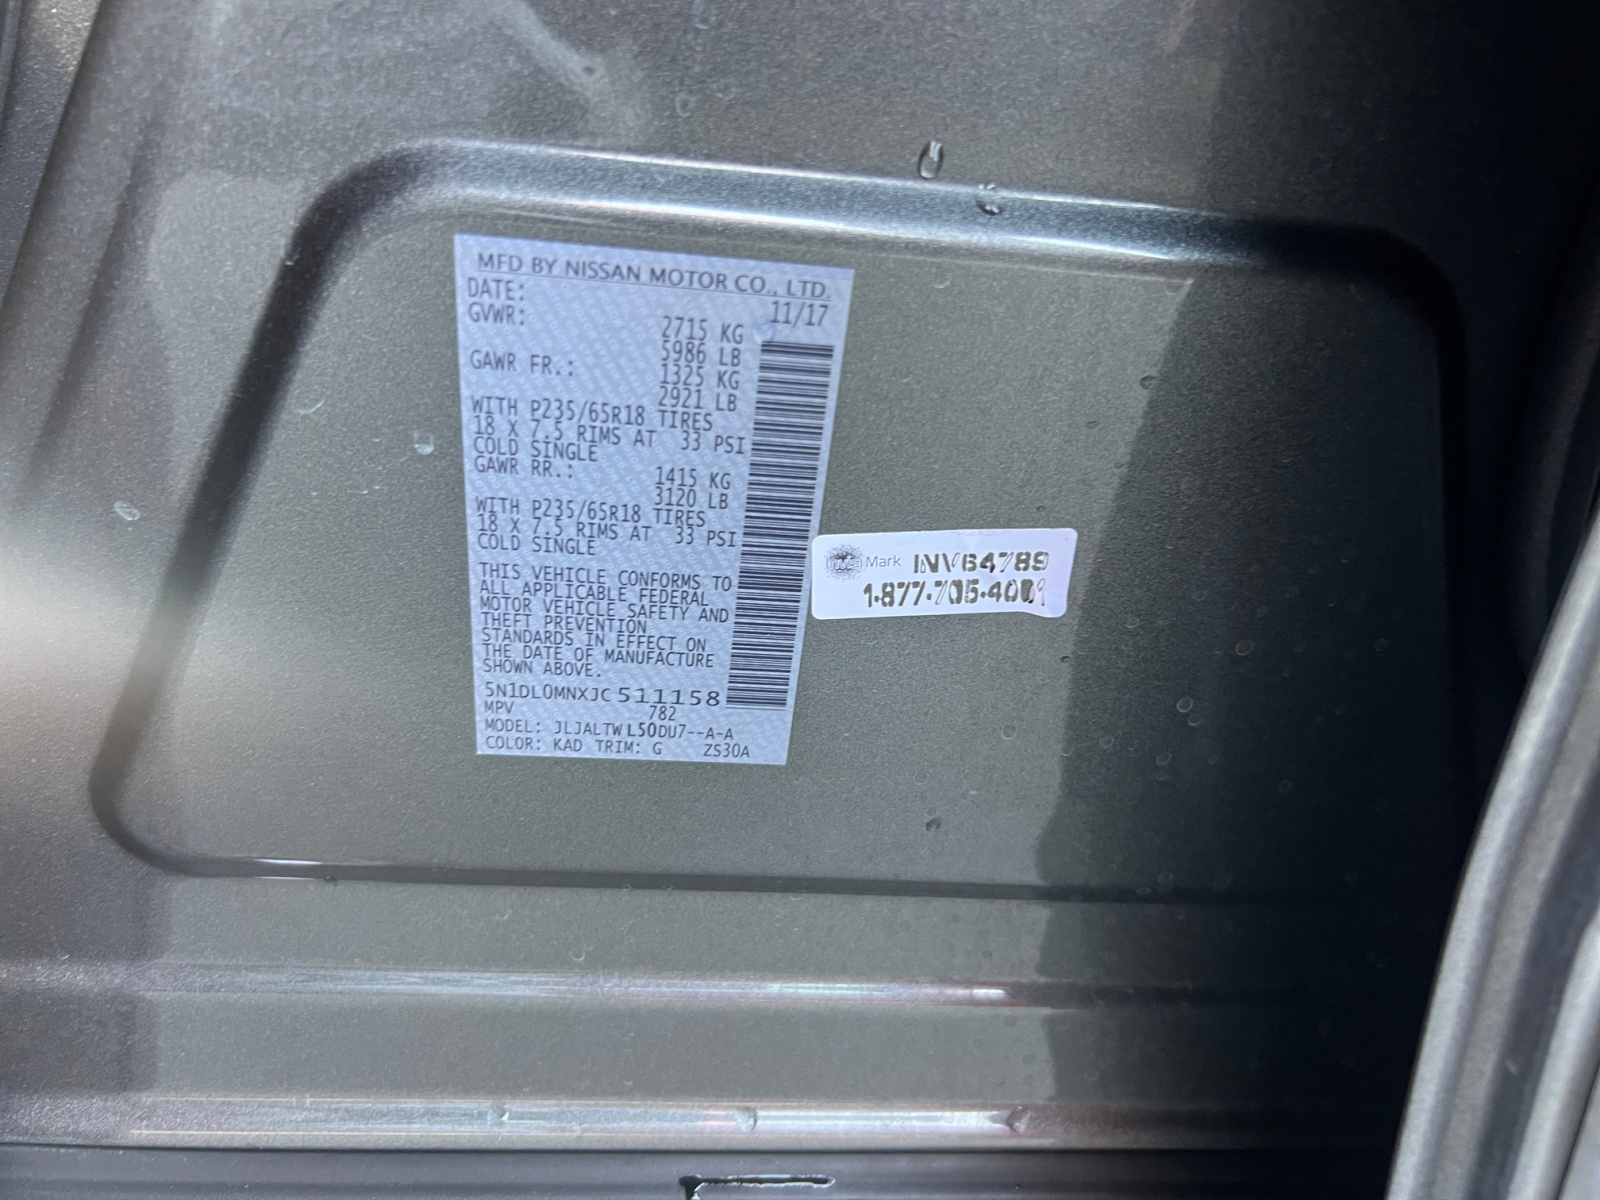 MFD BY NISSAN MOTOR CO., LTD.
DATE: 11/17
GVWR: 2715 KG
5986 LB
GAWR FR.: 1325 KG
2921 LB
WITH P235/65R18 TIRES
18 X 7.5 RIMS AT 33 PSI
COLD SINGLE
GAWR RR.: 1415 KG
3120 LB
WITH P235/65R18 TIRES
18 X 7.5 RIMS AT 33 PSI
COLD SINGLE
THIS VEHICLE CONFORMS TO
ALL APPLICABLE FEDERAL
MOTOR VEHICLE SAFETY AND
THEFT PREVENTION
STANDARDS IN EFFECT ON
THE DATE OF MANUFACTURE
SHOWN ABOVE.
5N1DL0MNXJC511158
MPV 782
MODEL: JLJALTWL50DU7--A-A
COLOR: KAD TRIM: G ZS30A
Mark INV64789
1-877-705-4001